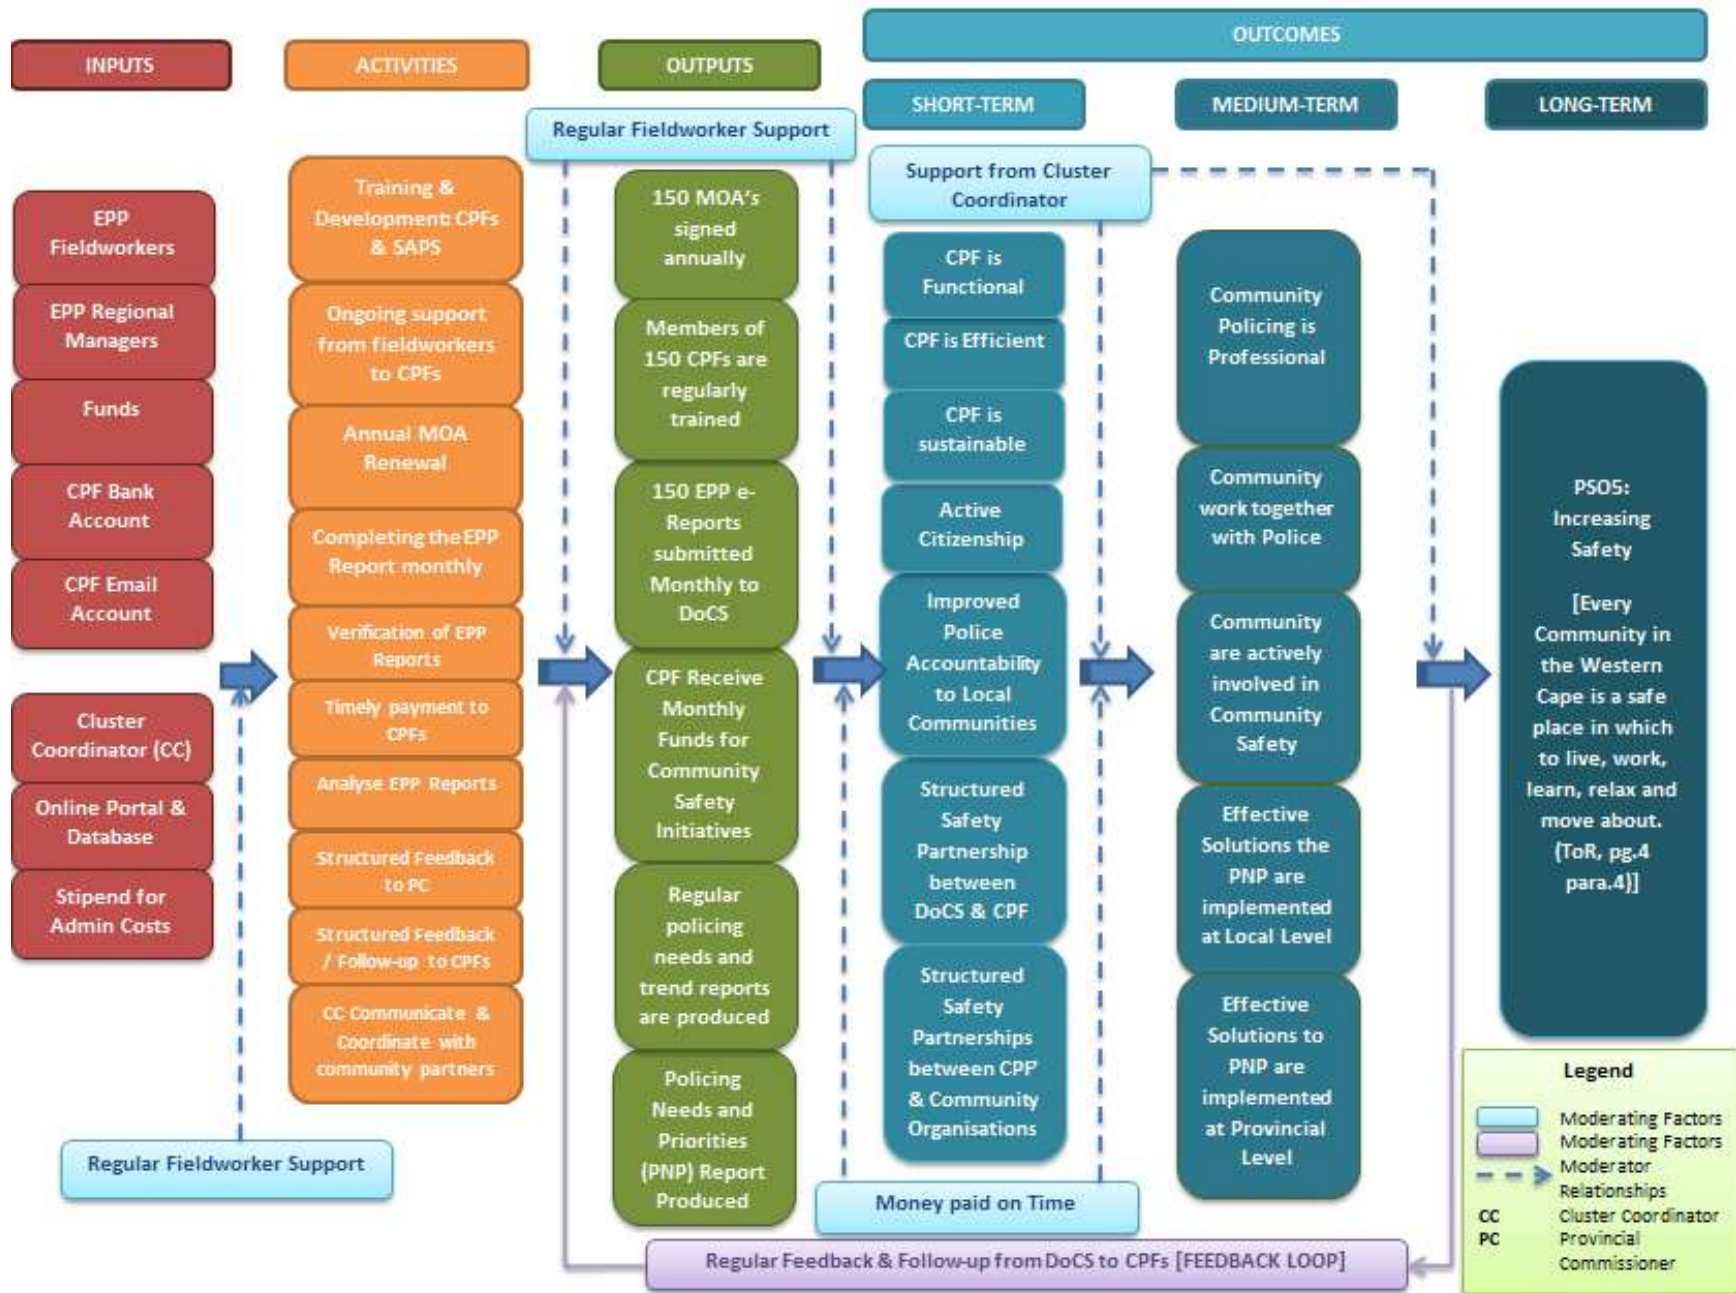 OUTCOMES
INPUTS
ACTIVITIES
OUTPUTS
SHORT-TERM
MEDIUM-TERM
LONG-TERM
Regular Fieldworker Support
Support from Cluster
Coordinator
EPP
Fieldworkers
EPP Regional
Managers
Funds
CPF Bank
Account
CPF Email
Account
Cluster
Coordinator (CC)
Online Portal &
Database
Stipend for
Admin Costs
Regular Fieldworker Support
Training &
Development: CPFs
& SAPS
Ongoing support
from fieldworkers
to CPFs
Annual MOA
Renewal
Completing the EPP
Report monthly
Verification of EPP
Reports
Timely payment to
CPFs
Analyse EPP Reports
Structured Feedback
to PC
Structured Feedback
/ Follow-up to CPFs
CC Communicate &
Coordinate with
community partners
150 MOA's
signed
annually
Members of
150 CPFs are
regularly
trained
150 EPP e-
Reports
submitted
Monthly to
DoCS
CPF Receive
Monthly
Funds for
Community
Safety
Initiatives
Regular
policing
needs and
trend reports
are produced
Policing
Needs and
Priorities
(PNP) Report
Produced
CPF is
Functional
CPF is Efficient
CPF is
sustainable
Active
Citizenship
Improved
Police
Accountability
to Local
Communities
Structured
Safety
Partnership
between
DoCS & CPF
Structured
Safety
Partnerships
between CPF'
& Community
Organisations
Money paid on Time
Community
Policing is
Professional
Community
work together
with Police
Community
are actively
involved in
Community
Safety
Effective
Solutions the
PNP are
implemented
at Local Level
Effective
Solutions to
PNP are
implemented
at Provincial
Level
PSO5:
Increasing
Safety
[Every
Community in
the Western
Cape is a safe
place in which
to live, work,
learn, relax and
move about.
(ToR, pg.4
para.4)]
Regular Feedback & Follow-up from DoCS to CPFs [FEEDBACK LOOP]
Legend
Moderating Factors
Moderating Factors
Moderator
Relationships
CC Cluster Coordinator
PC Provincial
Commissioner